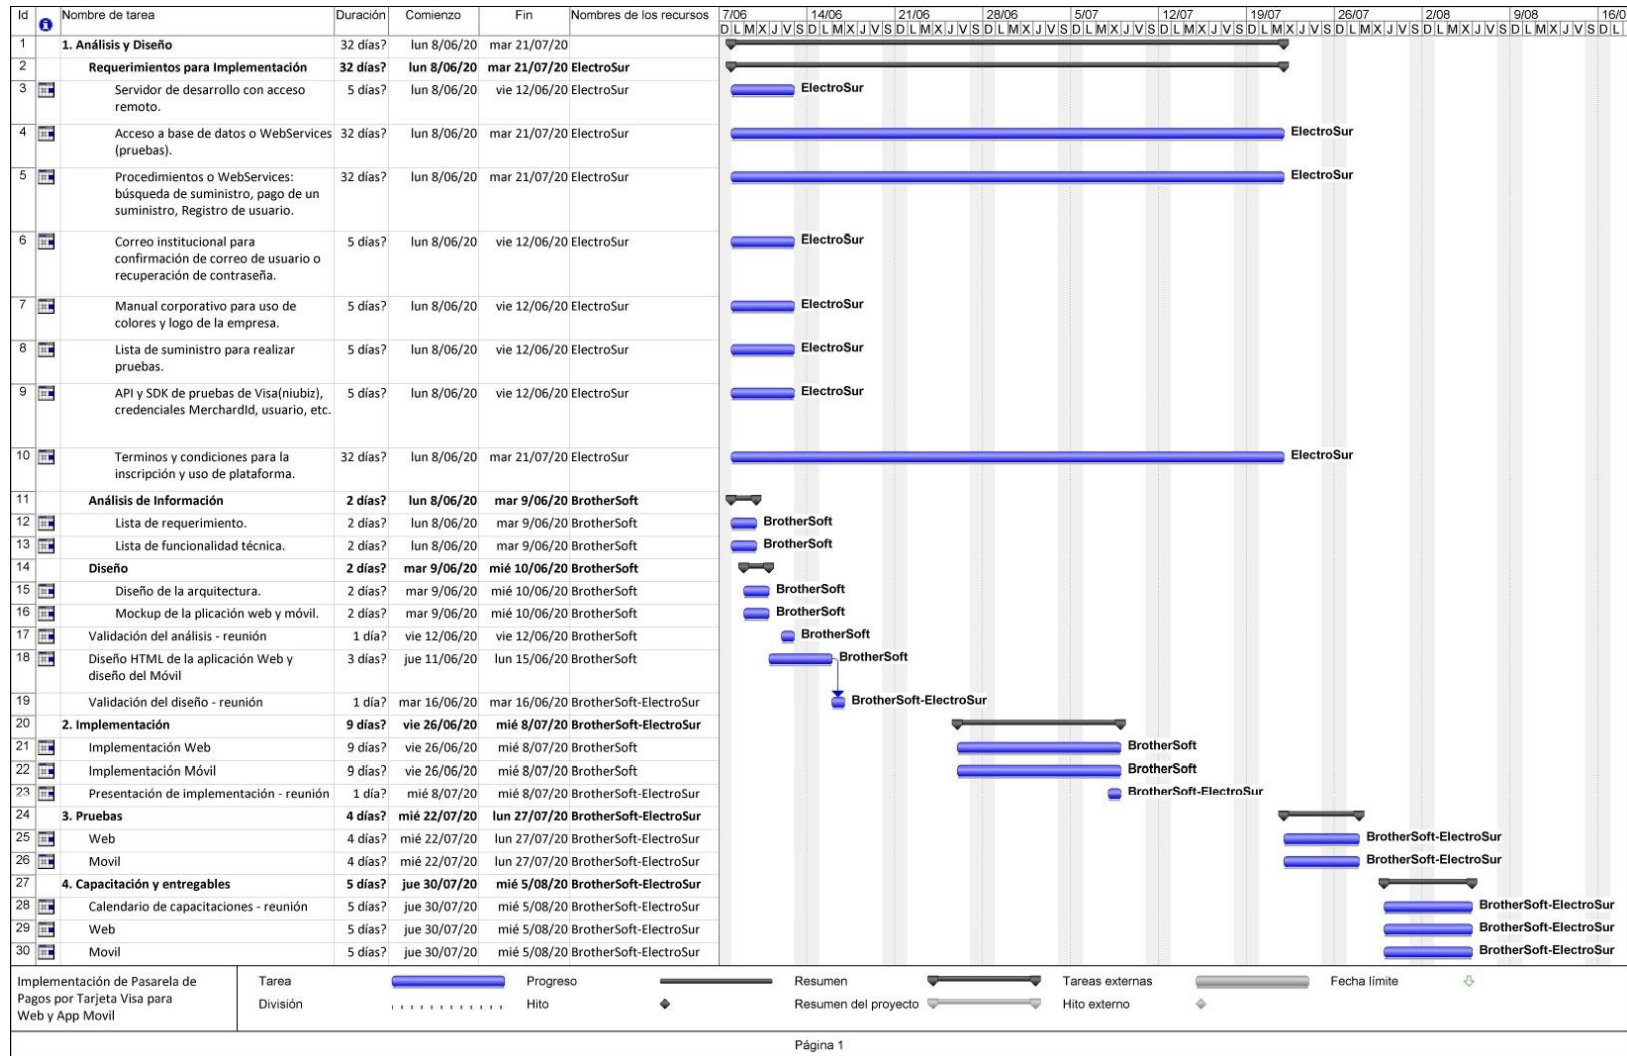 Id Nombre de tarea Duración Comienzo Fin Nombres de los recursos 7/06 14/06 21/06 28/06 5/07 12/07 19/07 26/07 2/08 9/08 16/0
D L M X J V S D L M X J V S D L M X J V S D L M X J V S D L M X J V S D L M X J V S D L M X J V S D L M X J V S D L M X J V S D L M X J V S D L
1 1. Análisis y Diseño 32 días? lun 8/06/20 mar 21/07/20
2 Requerimientos para Implementación 32 días? lun 8/06/20 mar 21/07/20 ElectroSur
3 Servidor de desarrollo con acceso 5 días? lun 8/06/20 vie 12/06/20 ElectroSur ElectroSur
remoto.
4 Acceso a base de datos o WebServices 32 días? lun 8/06/20 mar 21/07/20 ElectroSur ElectroSur
(pruebas).
5 Procedimientos o WebServices: 32 días? lun 8/06/20 mar 21/07/20 ElectroSur ElectroSur
búsqueda de suministro, pago de un
suministro, Registro de usuario.
6 Correo institucional para 5 días? lun 8/06/20 vie 12/06/20 ElectroSur ElectroSur
confirmación de correo de usuario o
recuperación de contraseña.
7 Manual corporativo para uso de 5 días? lun 8/06/20 vie 12/06/20 ElectroSur ElectroSur
colores y logo de la empresa.
8 Lista de suministro para realizar 5 días? lun 8/06/20 vie 12/06/20 ElectroSur ElectroSur
pruebas.
9 API y SDK de pruebas de Visa(niubiz), 5 días? lun 8/06/20 vie 12/06/20 ElectroSur ElectroSur
credenciales MerchardId, usuario, etc.
10 Terminos y condiciones para la 32 días? lun 8/06/20 mar 21/07/20 ElectroSur ElectroSur
inscripción y uso de plataforma.
11 Análisis de Información 2 días? lun 8/06/20 mar 9/06/20 BrotherSoft
12 Lista de requerimiento. 2 días? lun 8/06/20 mar 9/06/20 BrotherSoft BrotherSoft
13 Lista de funcionalidad técnica. 2 días? lun 8/06/20 mar 9/06/20 BrotherSoft BrotherSoft
14 Diseño 2 días? mar 9/06/20 mié 10/06/20 BrotherSoft
15 Diseño de la arquitectura. 2 días? mar 9/06/20 mié 10/06/20 BrotherSoft BrotherSoft
16 Mockup de la plicación web y móvil. 2 días? mar 9/06/20 mié 10/06/20 BrotherSoft BrotherSoft
17 Validación del análisis - reunión 1 día? vie 12/06/20 vie 12/06/20 BrotherSoft BrotherSoft
18 Diseño HTML de la aplicación Web y 3 días? jue 11/06/20 lun 15/06/20 BrotherSoft BrotherSoft
diseño del Móvil
19 Validación del diseño - reunión 1 día? mar 16/06/20 mar 16/06/20 BrotherSoft-ElectroSur BrotherSoft-ElectroSur
20 2. Implementación 9 días? vie 26/06/20 mié 8/07/20 BrotherSoft-ElectroSur
21 Implementación Web 9 días? vie 26/06/20 mié 8/07/20 BrotherSoft BrotherSoft
22 Implementación Móvil 9 días? vie 26/06/20 mié 8/07/20 BrotherSoft BrotherSoft
23 Presentación de implementación - reunión 1 día? mié 8/07/20 mié 8/07/20 BrotherSoft-ElectroSur BrotherSoft-ElectroSur
24 3. Pruebas 4 días? mié 22/07/20 lun 27/07/20 BrotherSoft-ElectroSur
25 Web 4 días? mié 22/07/20 lun 27/07/20 BrotherSoft-ElectroSur BrotherSoft-ElectroSur
26 Movil 4 días? mié 22/07/20 lun 27/07/20 BrotherSoft-ElectroSur BrotherSoft-ElectroSur
27 4. Capacitación y entregables 5 días? jue 30/07/20 mié 5/08/20 BrotherSoft-ElectroSur
28 Calendario de capacitaciones - reunión 5 días? jue 30/07/20 mié 5/08/20 BrotherSoft-ElectroSur BrotherSoft-ElectroSur
29 Web 5 días? jue 30/07/20 mié 5/08/20 BrotherSoft-ElectroSur BrotherSoft-ElectroSur
30 Movil 5 días? jue 30/07/20 mié 5/08/20 BrotherSoft-ElectroSur BrotherSoft-ElectroSur
Implementación de Pasarela de
Pagos por Tarjeta Visa para
Web y App Movil
Tarea Progreso Resumen Tareas externas Fecha límite
División Hito Resumen del proyecto Hito externo
Página 1